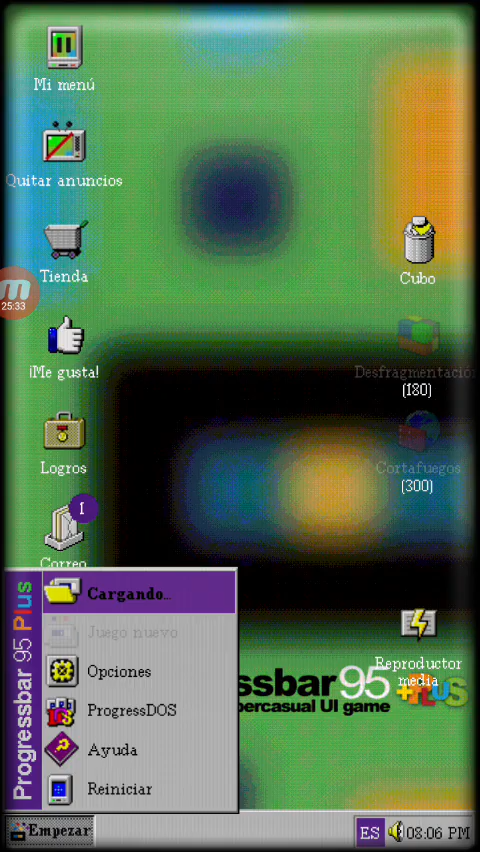 Mi menú
Quitar anuncios
Tienda
25:33
¡Me gusta!
Logros
1
Correo
Cubo
Desfragmentación
(180)
Cortafuegos
(300)
Reproductor
media
ssbar 95
+PLUS
percasual UI game
Progressbar 95 Plus
Cargando...
Juego nuevo
Opciones
ProgressDOS
Ayuda
Reiniciar
Empezar
ES
08:06 PM